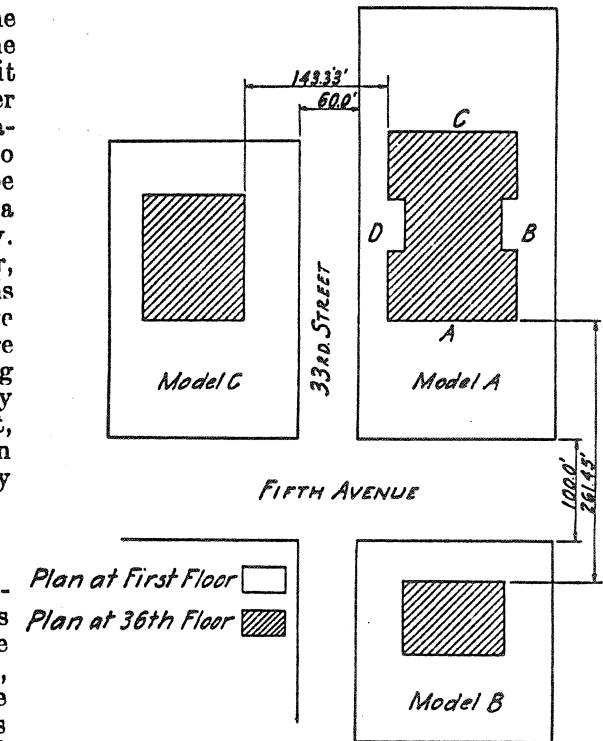 143.33'
60.0'
C
D
B
33RD. STREET
A
Model C
Model A
100.0'
261.45'
FIFTH AVENUE
Plan at First Floor
Plan at 36th Floor
Model B